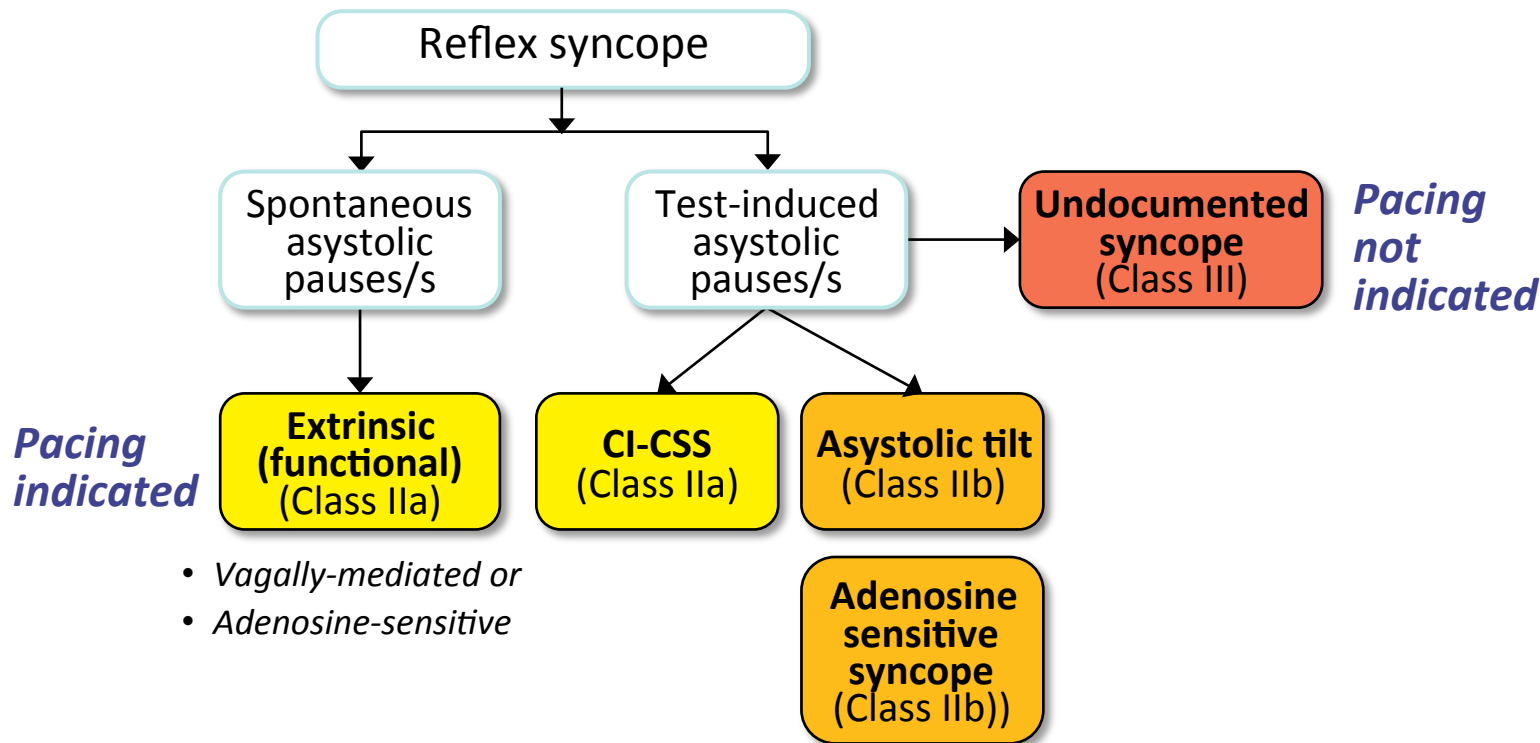 Reflex syncope
Spontaneous
asystolic
pauses/s
Test-induced
asystolic
pauses/s
Undocumented
syncope
(Class III)
Pacing
not
indicated
Pacing
indicated
Extrinsic
(functional)
(Class IIa)
CI-CSS
(Class IIa)
Asystolic tilt
(Class IIb)
• Vagally-mediated or
• Adenosine-sensitive
Adenosine
sensitive
syncope
(Class IIb))